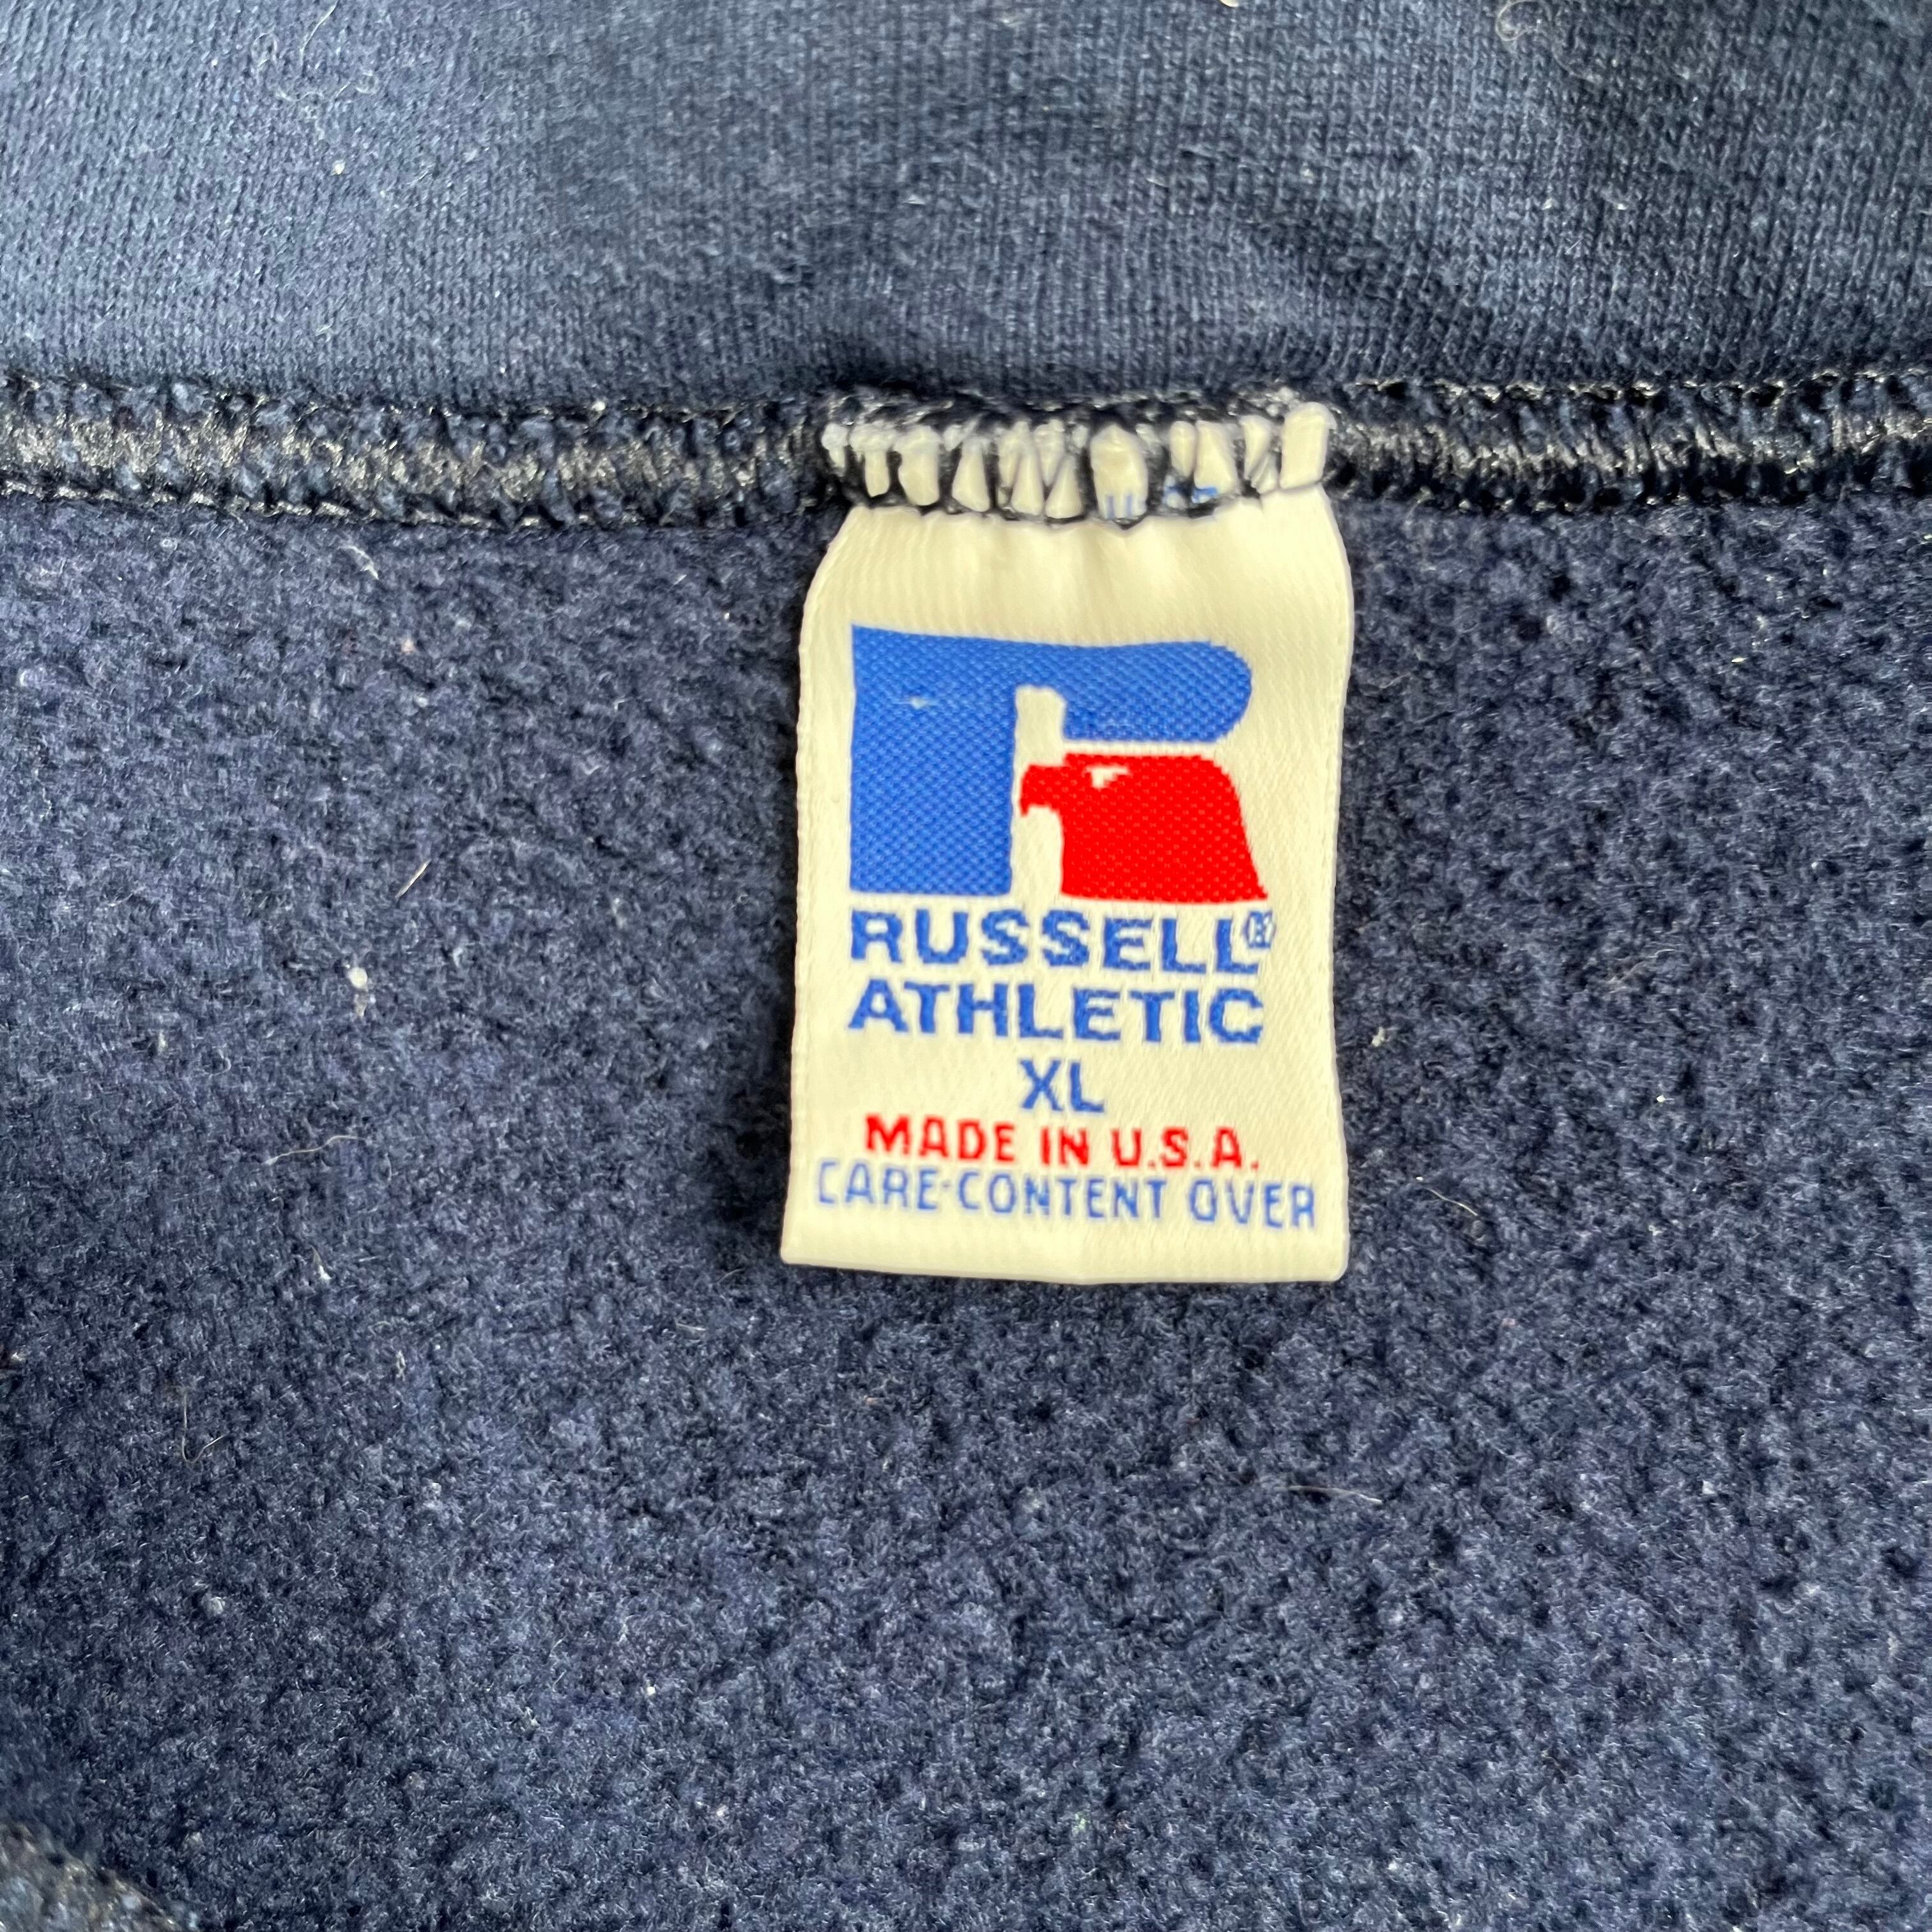 RUSSELL®
ATHLETIC
XL
MADE IN U.S.A.
CARE-CONTENT OVER